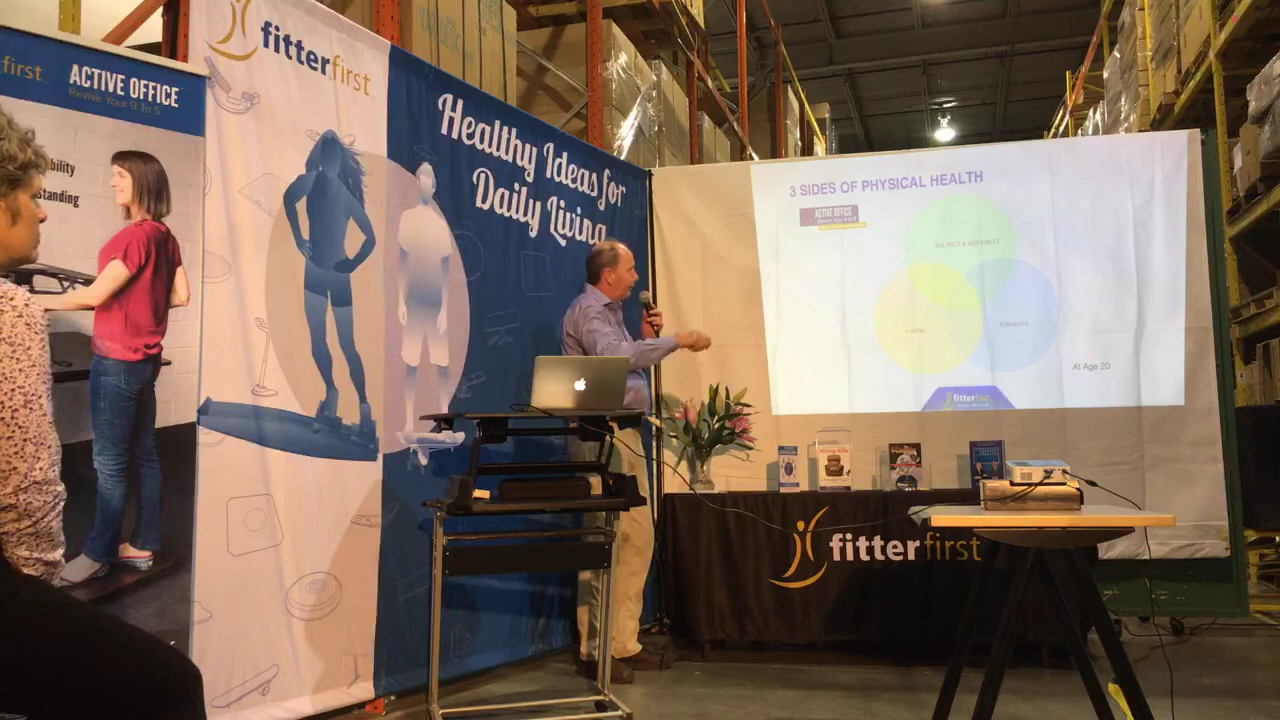 first
ACTIVE OFFICE
Revive Your 9 To 5
bility
standing
fitterfirst
Healthy Ideas for
Daily Living
3 SIDES OF PHYSICAL HEALTH
ACTIVE OFFICE
BALANCE & MOVEMENT
CARDIO
STRENGTH
At Age 20
fitterfirst
fitterfirst